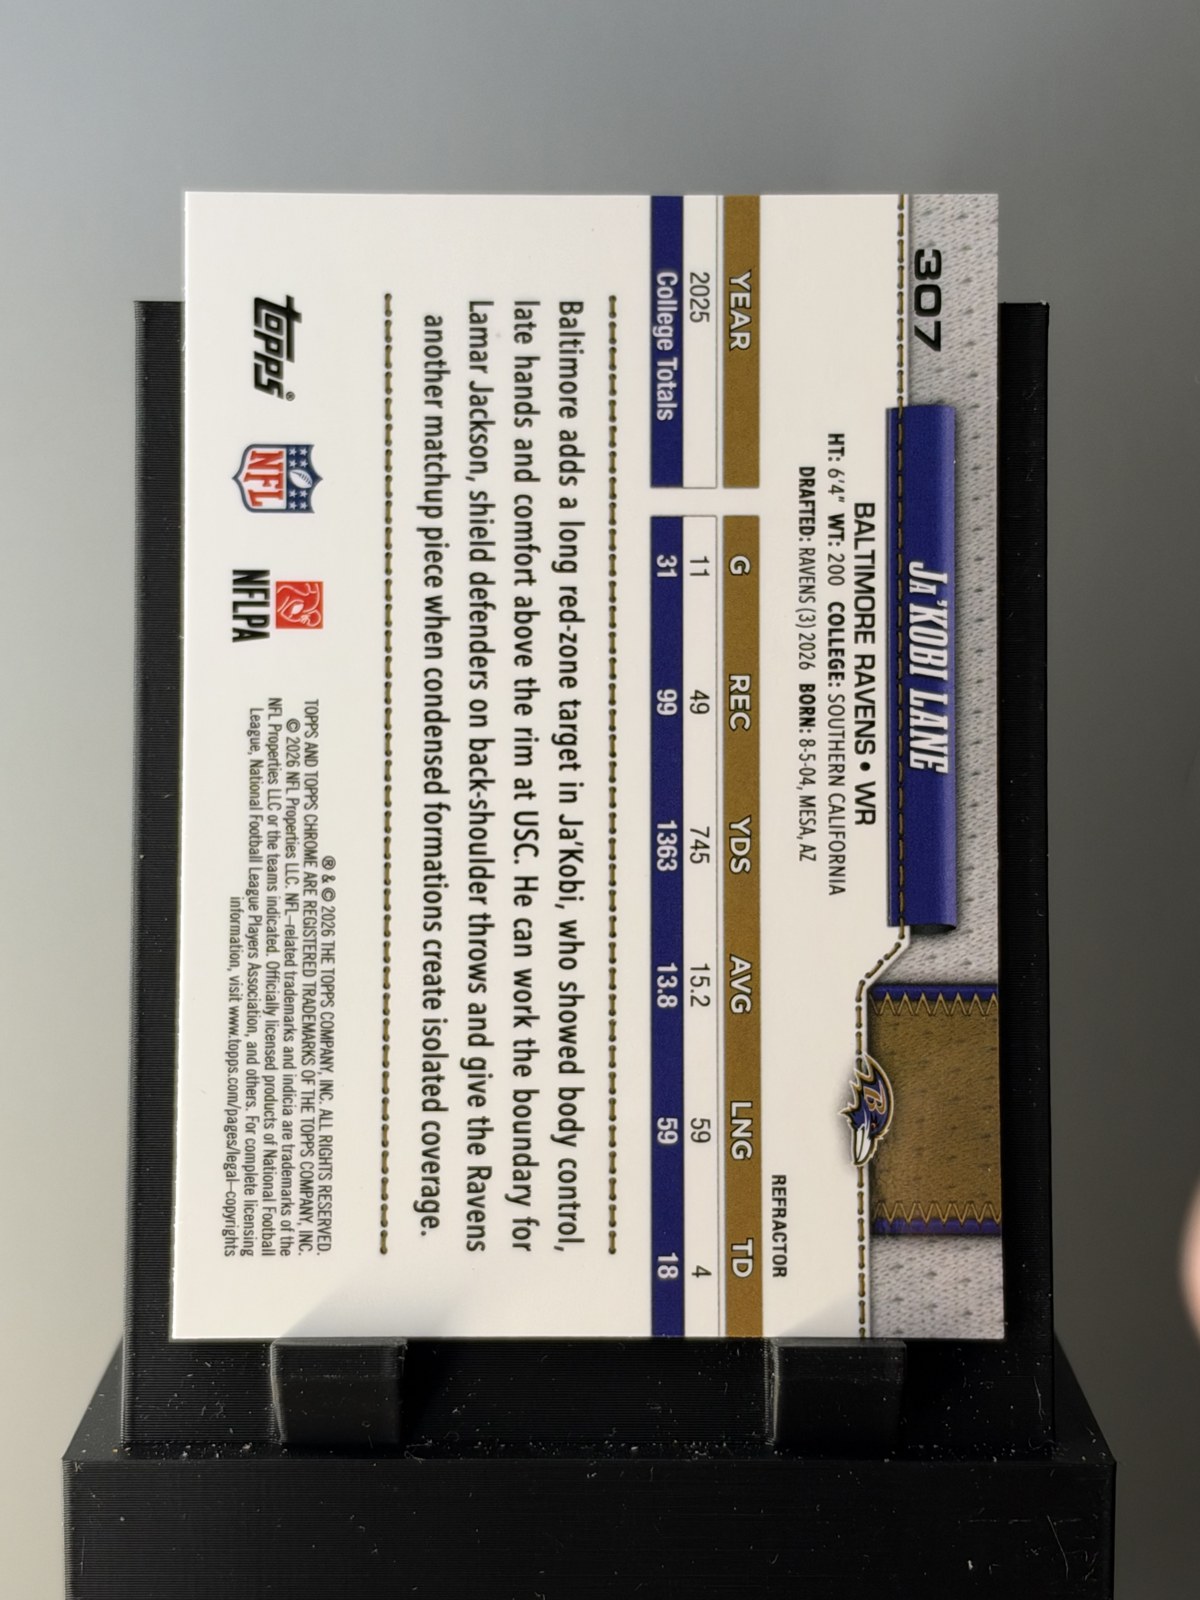 307
JA'KOBI LANE
BALTIMORE RAVENS • WR
HT: 6'4" WT: 200 COLLEGE: SOUTHERN CALIFORNIA
DRAFTED: RAVENS (3) 2026 BORN: 8-5-04, MESA, AZ
B
REFRACTOR
YEAR G REC YDS AVG LNG TD
2025 11 49 745 15.2 59 4
College Totals 31 99 1363 13.8 59 18
Baltimore adds a long red-zone target in Ja'Kobi, who showed body control,
late hands and comfort above the rim at USC. He can work the boundary for
Lamar Jackson, shield defenders on back-shoulder throws and give the Ravens
another matchup piece when condensed formations create isolated coverage.
topps®
NFL
NFLPA
® & © 2026 THE TOPPS COMPANY, INC. ALL RIGHTS RESERVED.
TOPPS AND TOPPS CHROME ARE REGISTERED TRADEMARKS OF THE TOPPS COMPANY, INC.
© 2026 NFL Properties LLC. NFL-related trademarks and indicia are trademarks of the
NFL Properties LLC or the teams indicated. Officially licensed products of National Football
League, National Football League Players Association, and others. For complete licensing
information, visit www.topps.com/pages/legal-copyrights